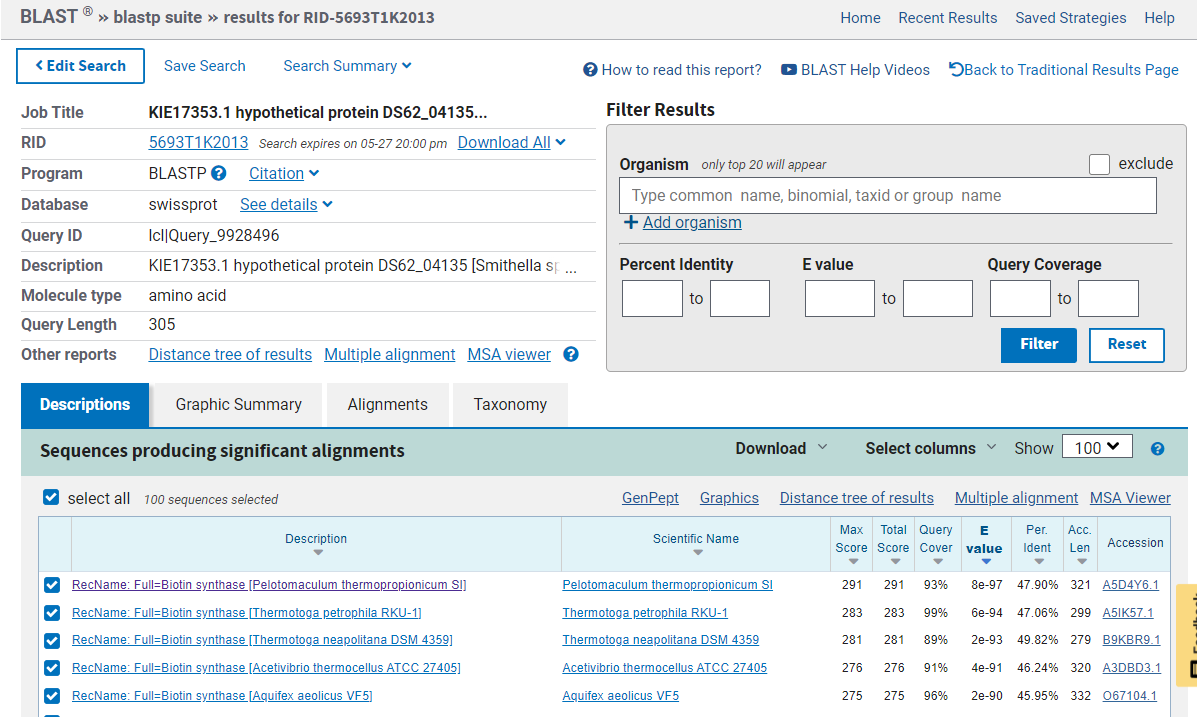 BLAST ® » blastp suite » results for RID-5693T1K2013
Home Recent Results Saved Strategies Help
Edit Search Save Search Search Summary
How to read this report? BLAST Help Videos Back to Traditional Results Page
Job Title KIE17353.1 hypothetical protein DS62_04135...
RID 5693T1K2013 Search expires on 05-27 20:00 pm Download All
Program BLASTP Citation
Database swissprot See details
Query ID lcl|Query_9928496
Description KIE17353.1 hypothetical protein DS62_04135 [Smithella sp ...
Molecule type amino acid
Query Length 305
Other reports Distance tree of results Multiple alignment MSA viewer
Filter Results
Organism only top 20 will appear exclude
Type common name, binomial, taxid or group name
+ Add organism
Percent Identity E value Query Coverage
to to to
Filter Reset
Descriptions Graphic Summary Alignments Taxonomy
Sequences producing significant alignments Download Select columns Show 100
select all 100 sequences selected GenPept Graphics Distance tree of results Multiple alignment MSA Viewer
Description Scientific Name Max Score Total Score Query Cover E value Per. Ident Acc. Len Accession
RecName: Full=Biotin synthase [Pelotomaculum thermopropionicum SI] Pelotomaculum thermopropionicum SI 291 291 93% 8e-97 47.90% 321 A5D4Y6.1
RecName: Full=Biotin synthase [Thermotoga petrophila RKU-1] Thermotoga petrophila RKU-1 283 283 99% 6e-94 47.06% 299 A5IK57.1
RecName: Full=Biotin synthase [Thermotoga neapolitana DSM 4359] Thermotoga neapolitana DSM 4359 281 281 89% 2e-93 49.82% 279 B9KBR9.1
RecName: Full=Biotin synthase [Acetivibrio thermocellus ATCC 27405] Acetivibrio thermocellus ATCC 27405 276 276 91% 4e-91 46.24% 320 A3DBD3.1
RecName: Full=Biotin synthase [Aquifex aeolicus VF5] Aquifex aeolicus VF5 275 275 96% 2e-90 45.95% 332 O67104.1